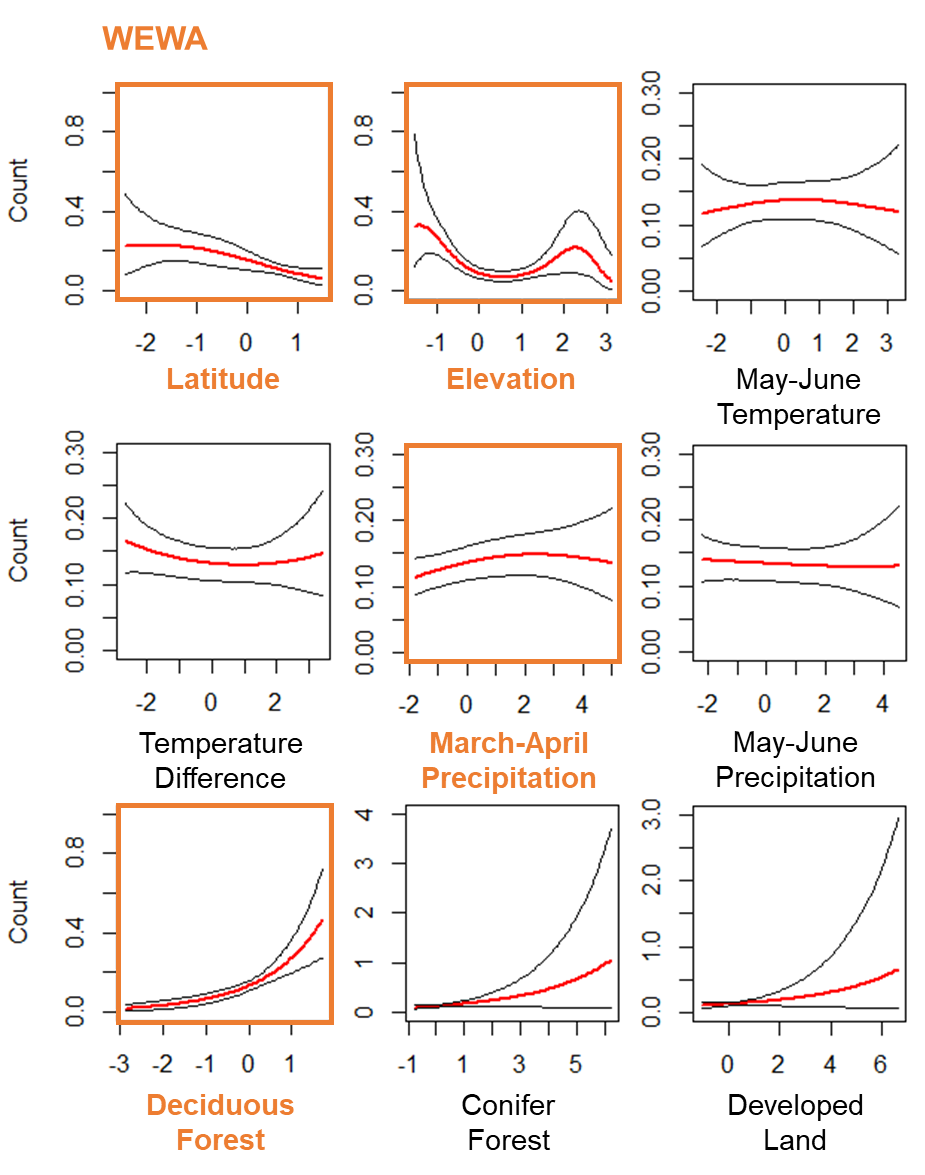 WEWA
Count
0.0 0.4 0.8
-2 -1 0 1
Latitude
0.0 0.4 0.8
-1 0 1 2 3
Elevation
0.00 0.10 0.20 0.30
-2 0 1 2 3
May-June
Temperature
Count
0.00 0.10 0.20 0.30
-2 0 2
Temperature
Difference
0.00 0.10 0.20 0.30
-2 0 2 4
March-April
Precipitation
0.00 0.10 0.20 0.30
-2 0 2 4
May-June
Precipitation
Count
0.0 0.4 0.8
-3 -2 -1 0 1
Deciduous
Forest
0 1 2 3 4
-1 1 3 5
Conifer
Forest
0.0 1.0 2.0 3.0
0 2 4 6
Developed
Land